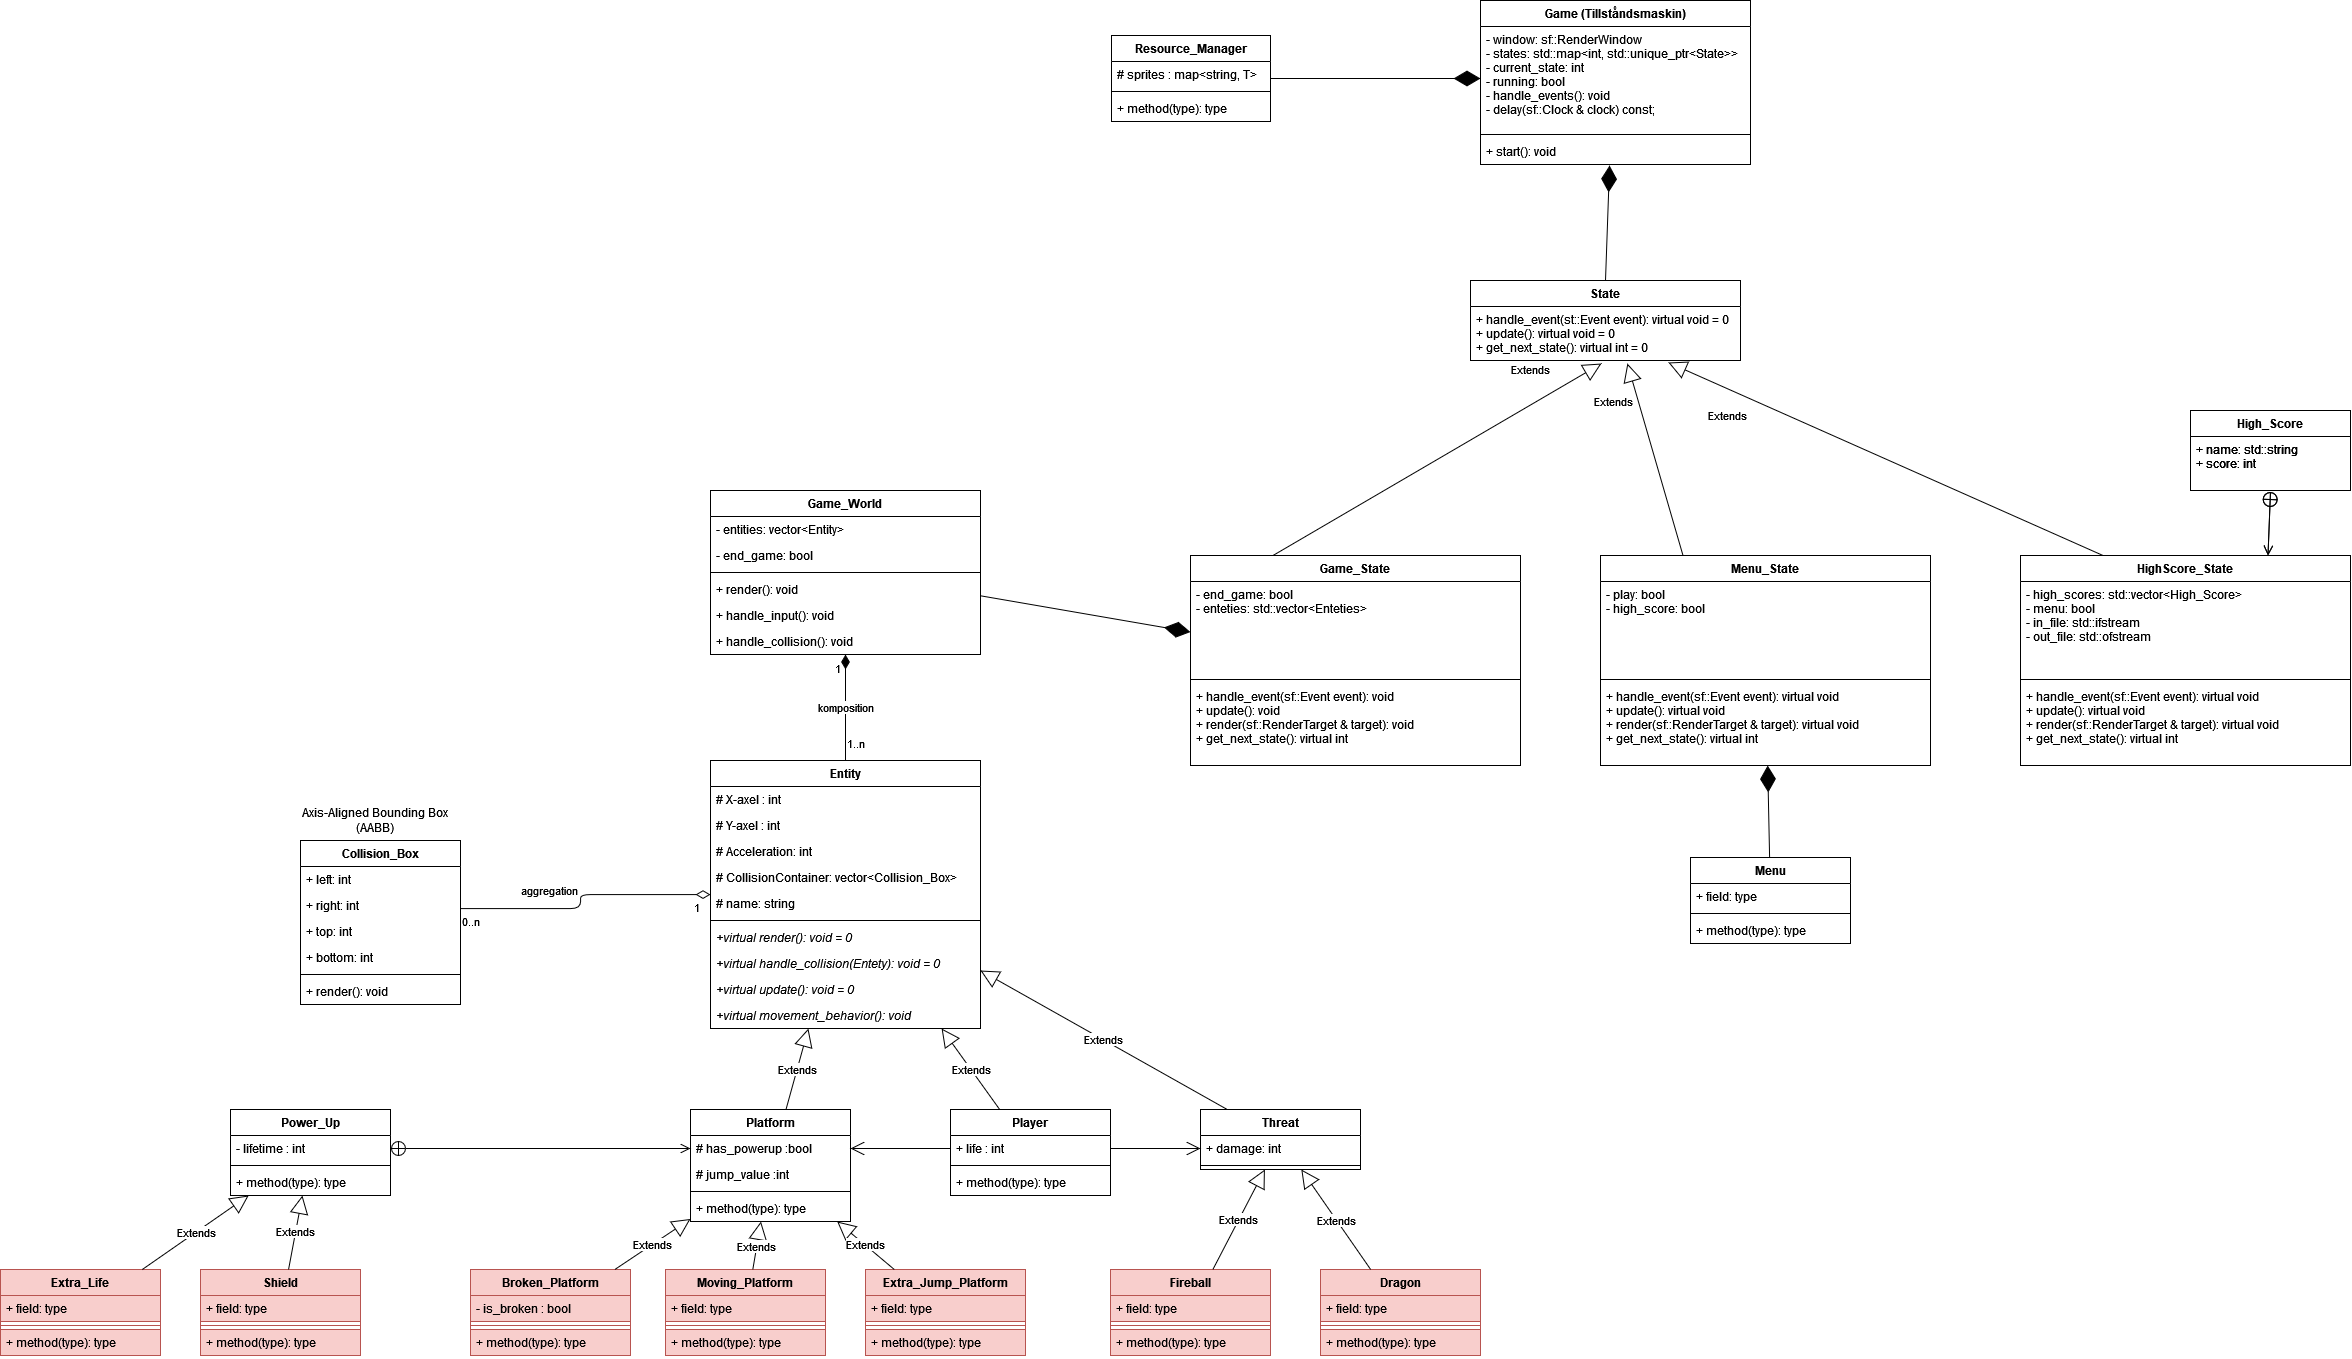 Game (Tillståndsmaskin)
- window: sf::RenderWindow
- states: std::map<int, std::unique_ptr<State>>
- current_state: int
- running: bool
- handle_events(): void
- delay(sf::Clock & clock) const;
+ start(): void
Resource_Manager
# sprites : map<string, T>
+ method(type): type
State
+ handle_event(st::Event event): virtual void = 0
+ update(): virtual void = 0
+ get_next_state(): virtual int = 0
Extends
Extends
Extends
High_Score
+ name: std::string
+ score: int
Game_World
- entities: vector<Entity>
- end_game: bool
+ render(): void
+ handle_input(): void
+ handle_collision(): void
Game_State
- end_game: bool
- enteties: std::vector<Enteties>
+ handle_event(sf::Event event): void
+ update(): void
+ render(sf::RenderTarget & target): void
+ get_next_state(): virtual int
Menu_State
- play: bool
- high_score: bool
+ handle_event(sf::Event event): virtual void
+ update(): virtual void
+ render(sf::RenderTarget & target): virtual void
+ get_next_state(): virtual int
HighScore_State
- high_scores: std::vector<High_Score>
- menu: bool
- in_file: std::ifstream
- out_file: std::ofstream
+ handle_event(sf::Event event): virtual void
+ update(): virtual void
+ render(sf::RenderTarget & target): virtual void
+ get_next_state(): virtual int
1
komposition
1..n
Entity
# X-axel : int
# Y-axel : int
# Acceleration: int
# CollisionContainer: vector<Collision_Box>
# name: string
+virtual render(): void = 0
+virtual handle_collision(Entety): void = 0
+virtual update(): void = 0
+virtual movement_behavior(): void
Axis-Aligned Bounding Box
(AABB)
Collision_Box
+ left: int
+ right: int
+ top: int
+ bottom: int
+ render(): void
aggregation
1
0..n
Menu
+ field: type
+ method(type): type
Extends
Extends
Extends
Power_Up
- lifetime : int
+ method(type): type
Platform
# has_powerup :bool
# jump_value :int
+ method(type): type
Player
+ life : int
+ method(type): type
Threat
+ damage: int
Extends
Extends
Extends
Extends
Extends
Extends
Extends
Extra_Life
+ field: type
+ method(type): type
Shield
+ field: type
+ method(type): type
Broken_Platform
- is_broken : bool
+ method(type): type
Moving_Platform
+ field: type
+ method(type): type
Extra_Jump_Platform
+ field: type
+ method(type): type
Fireball
+ field: type
+ method(type): type
Dragon
+ field: type
+ method(type): type